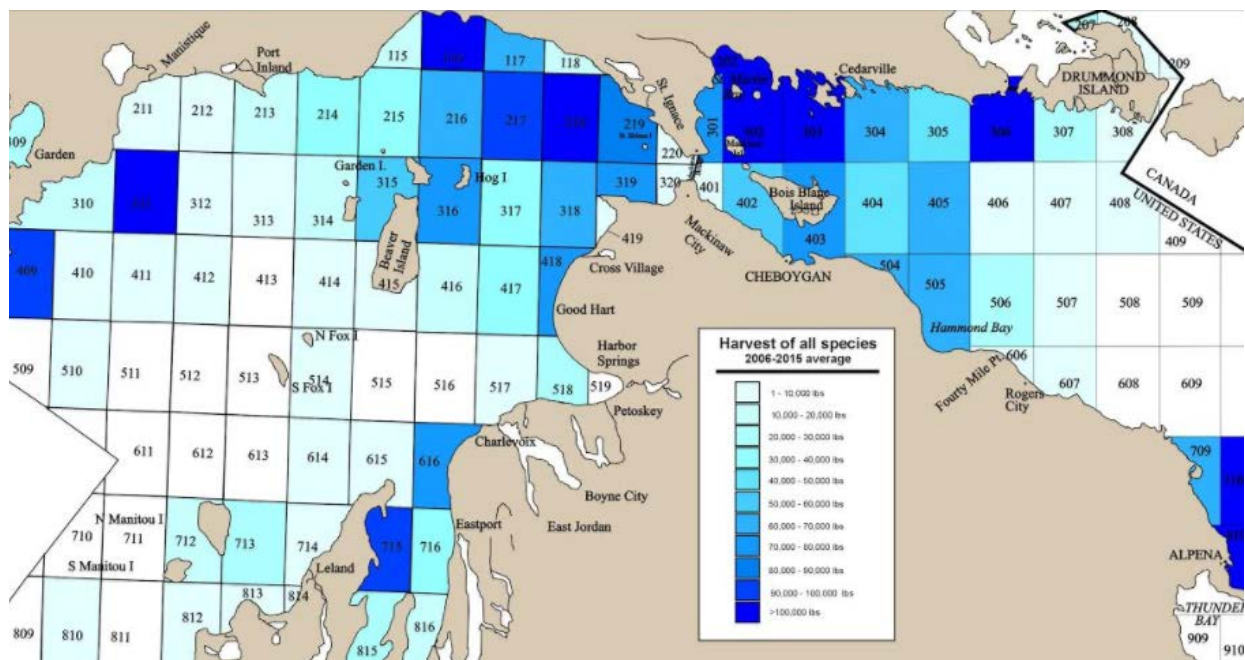 207
208
115
117
118
209
Manistique
Port
Inland
St. Ignace
Cedarville
DRUMMOND
ISLAND
211
212
213
214
215
216
217
219
220
301
302
303
304
305
306
307
308
CANADA
UNITED STATES
309
Garden
310
312
313
314
Garden I.
315
316
Hog I
317
318
319
320
401
402
Bois Blage
Island
403
404
405
406
407
408
409
Beaver
Island
Mackinaw
City
CHEBOYGAN
419
Cross Village
418
409
410
411
412
413
414
415
416
417
Good Hart
504
505
506
507
508
509
Hammond Bay
509
510
511
512
513
N Fox I
S Fox I
514
515
516
517
518
519
Harbor
Springs
Petoskey
Charlevoix
606
Fourty Mile Pt.
607
608
609
Rogers
City
Harvest of all species
2006-2015 average
1 - 10,000 lbs
10,000 - 20,000 lbs
20,000 - 30,000 lbs
30,000 - 40,000 lbs
40,000 - 50,000 lbs
50,000 - 60,000 lbs
60,000 - 70,000 lbs
70,000 - 80,000 lbs
80,000 - 90,000 lbs
90,000 - 100,000 lbs
>100,000 lbs
611
612
613
614
615
616
Boyne City
East Jordan
Eastport
709
N Manitou I
710
711
712
713
714
715
716
S Manitou I
Leland
ALPENA
THUNDER
BAY
809
810
811
812
813
814
815
816
909
910